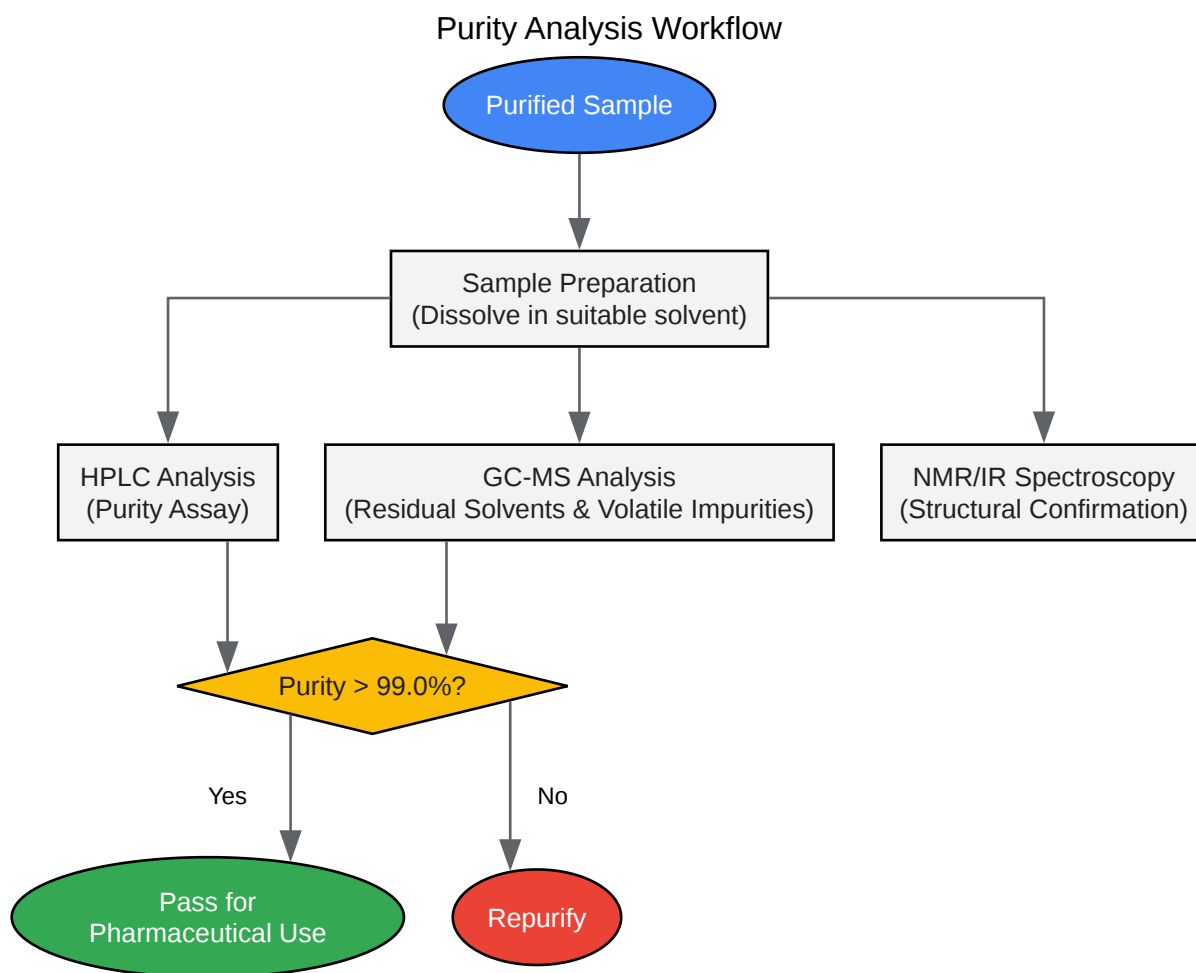 Purity Analysis Workflow
Purified Sample
Sample Preparation
(Dissolve in suitable solvent)
HPLC Analysis
(Purity Assay)
GC-MS Analysis
(Residual Solvents & Volatile Impurities)
NMR/IR Spectroscopy
(Structural Confirmation)
Purity > 99.0%?
Yes
No
Pass for
Pharmaceutical Use
Repurify